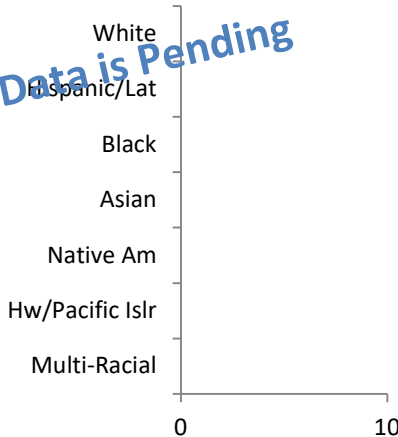 White
Data is Pending
Hispanic/Lat
Black
Asian
Native Am
Hw/Pacific Islr
Multi-Racial
0 10